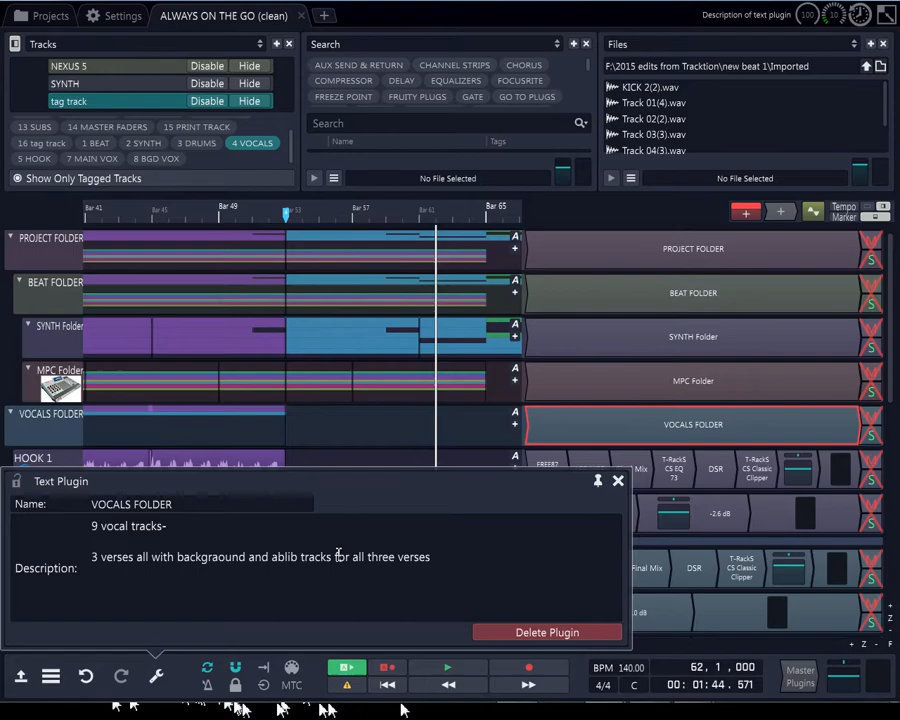 Projects
Settings
ALWAYS ON THE GO (clean)
Description of text plugin
100
10
Tracks
NEXUS 5 Disable Hide
SYNTH Disable Hide
tag track Disable Hide
13 SUBS 14 MASTER FADERS 15 PRINT TRACK
16 tag track 1 BEAT 2 SYNTH 3 DRUMS 4 VOCALS
5 HOOK 7 MAIN VOX 8 BGD VOX
Show Only Tagged Tracks
Search
AUX SEND & RETURN CHANNEL STRIPS CHORUS
COMPRESSOR DELAY EQUALIZERS FOCUSRITE
FREEZE POINT FRUITY PLUGS GATE GO TO PLUGS
Search
Name Tags
No File Selected
Files
F:\2015 edits from Tracktion\new beat 1\Imported
KICK 2(2).wav
Track 01(4).wav
Track 02(2).wav
Track 03(3).wav
Track 04(3).wav
No File Selected
Bar 41 Bar 45 Bar 49 53 Bar 57 Bar 61 Bar 65
Tempo
Marker
PROJECT FOLDER A PROJECT FOLDER S
BEAT FOLDER A BEAT FOLDER S
SYNTH Folder A SYNTH Folder S
MPC Folder A MPC Folder S
VOCALS FOLDER A VOCALS FOLDER S
HOOK 1 A FREE87 T-RackS CS EQ 73 DSR T-RackS CS Classic Clipper S
-2.6 dB S
Final Mix DSR T-RackS CS Classic Clipper S
.0 dB S
Text Plugin
Name: VOCALS FOLDER
9 vocal tracks-
3 verses all with backgraound and ablib tracks for all three verses
Description:
Delete Plugin
Z F
MTC
A
A
BPM 140.00
4/4 C
62, 1 , 000
00 : 01 : 44 . 571
Master
Plugins